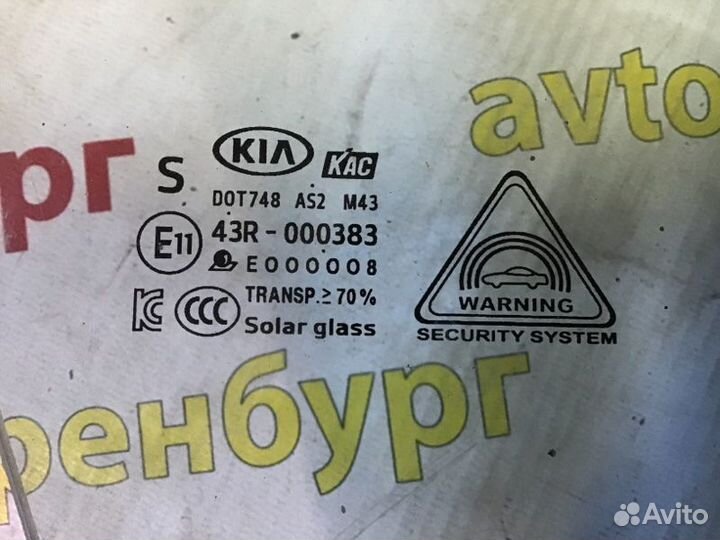 avto
рг
S
KIA KAC
DOT748 AS2 M43
E11 43R - 000383
E000008
TRANSP.≥70%
KC CCC Solar glass
WARNING
SECURITY SYSTEM
ренбург
Avito